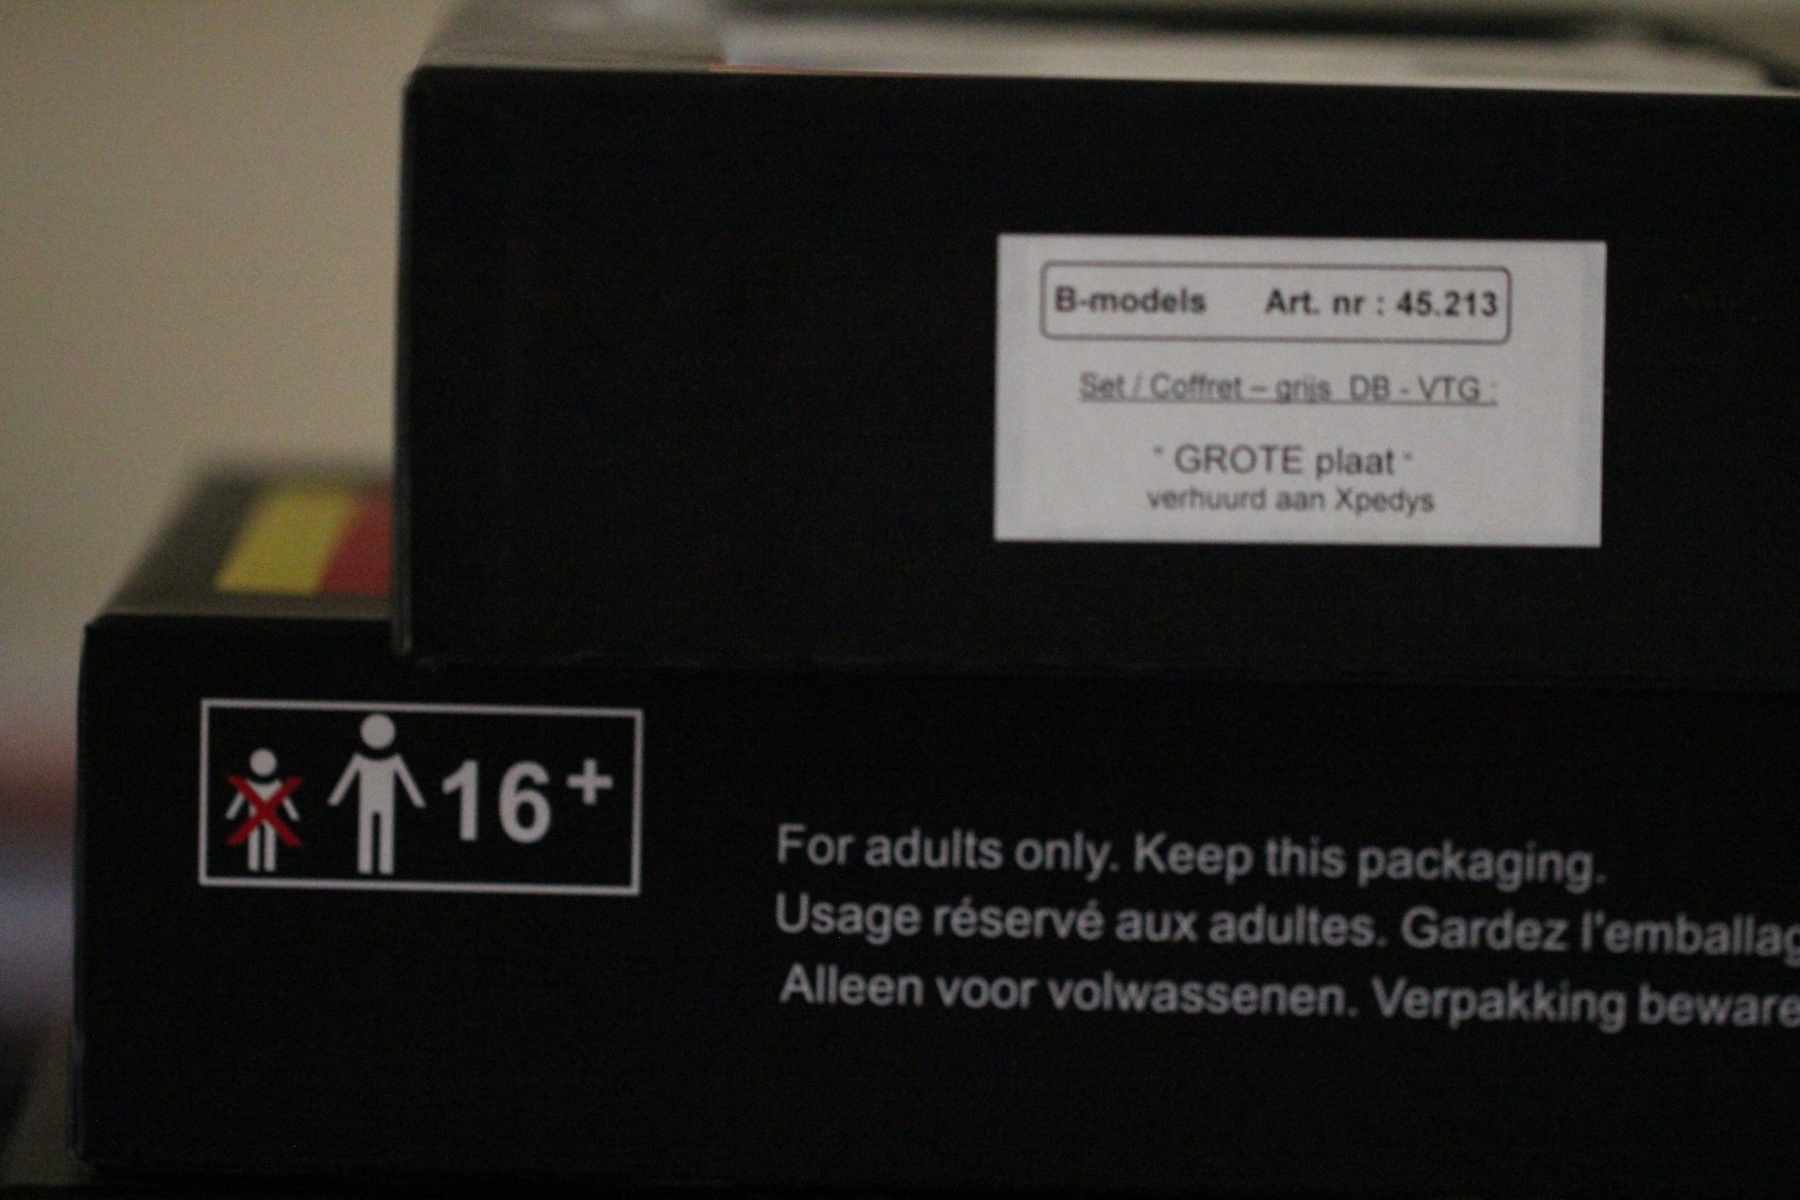 B-models Art. nr : 45.213
Set / Coffret – grijs DB - VTG :
" GROTE plaat "
verhuurd aan Xpedys
16+
For adults only. Keep this packaging.
Usage réservé aux adultes. Gardez l'emballag
Alleen voor volwassenen. Verpakking beware